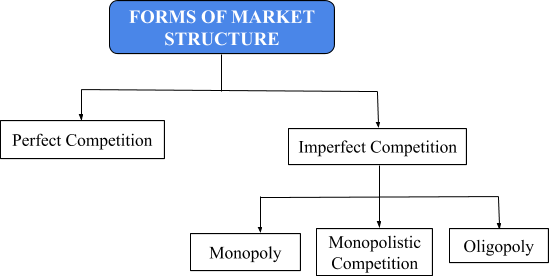 FORMS OF MARKET
STRUCTURE
Perfect Competition
Imperfect Competition
Monopoly
Monopolistic
Competition
Oligopoly